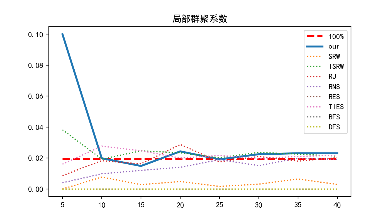 局部群聚系数
0.10
0.08
0.06
0.04
0.02
0.00
5
10
15
20
25
30
35
40
100%
our
SRW
ISRW
RJ
RNS
RES
TIES
BFS
DFS